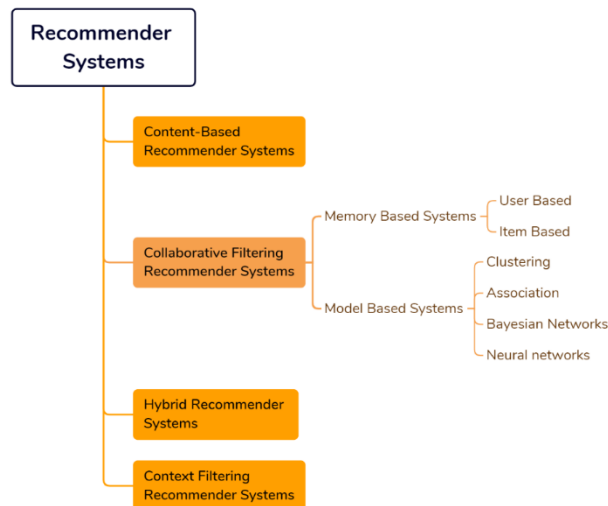 Recommender
Systems
Content-Based
Recommender Systems
Collaborative Filtering
Recommender Systems
Memory Based Systems
User Based
Item Based
Model Based Systems
Clustering
Association
Bayesian Networks
Neural networks
Hybrid Recommender
Systems
Context Filtering
Recommender Systems